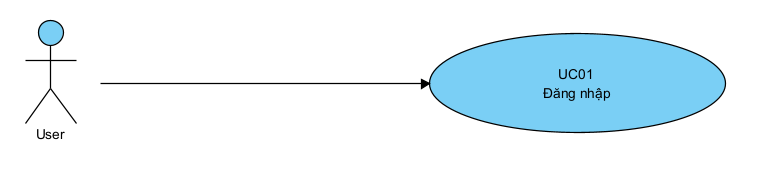 UC01
Đăng nhập
User